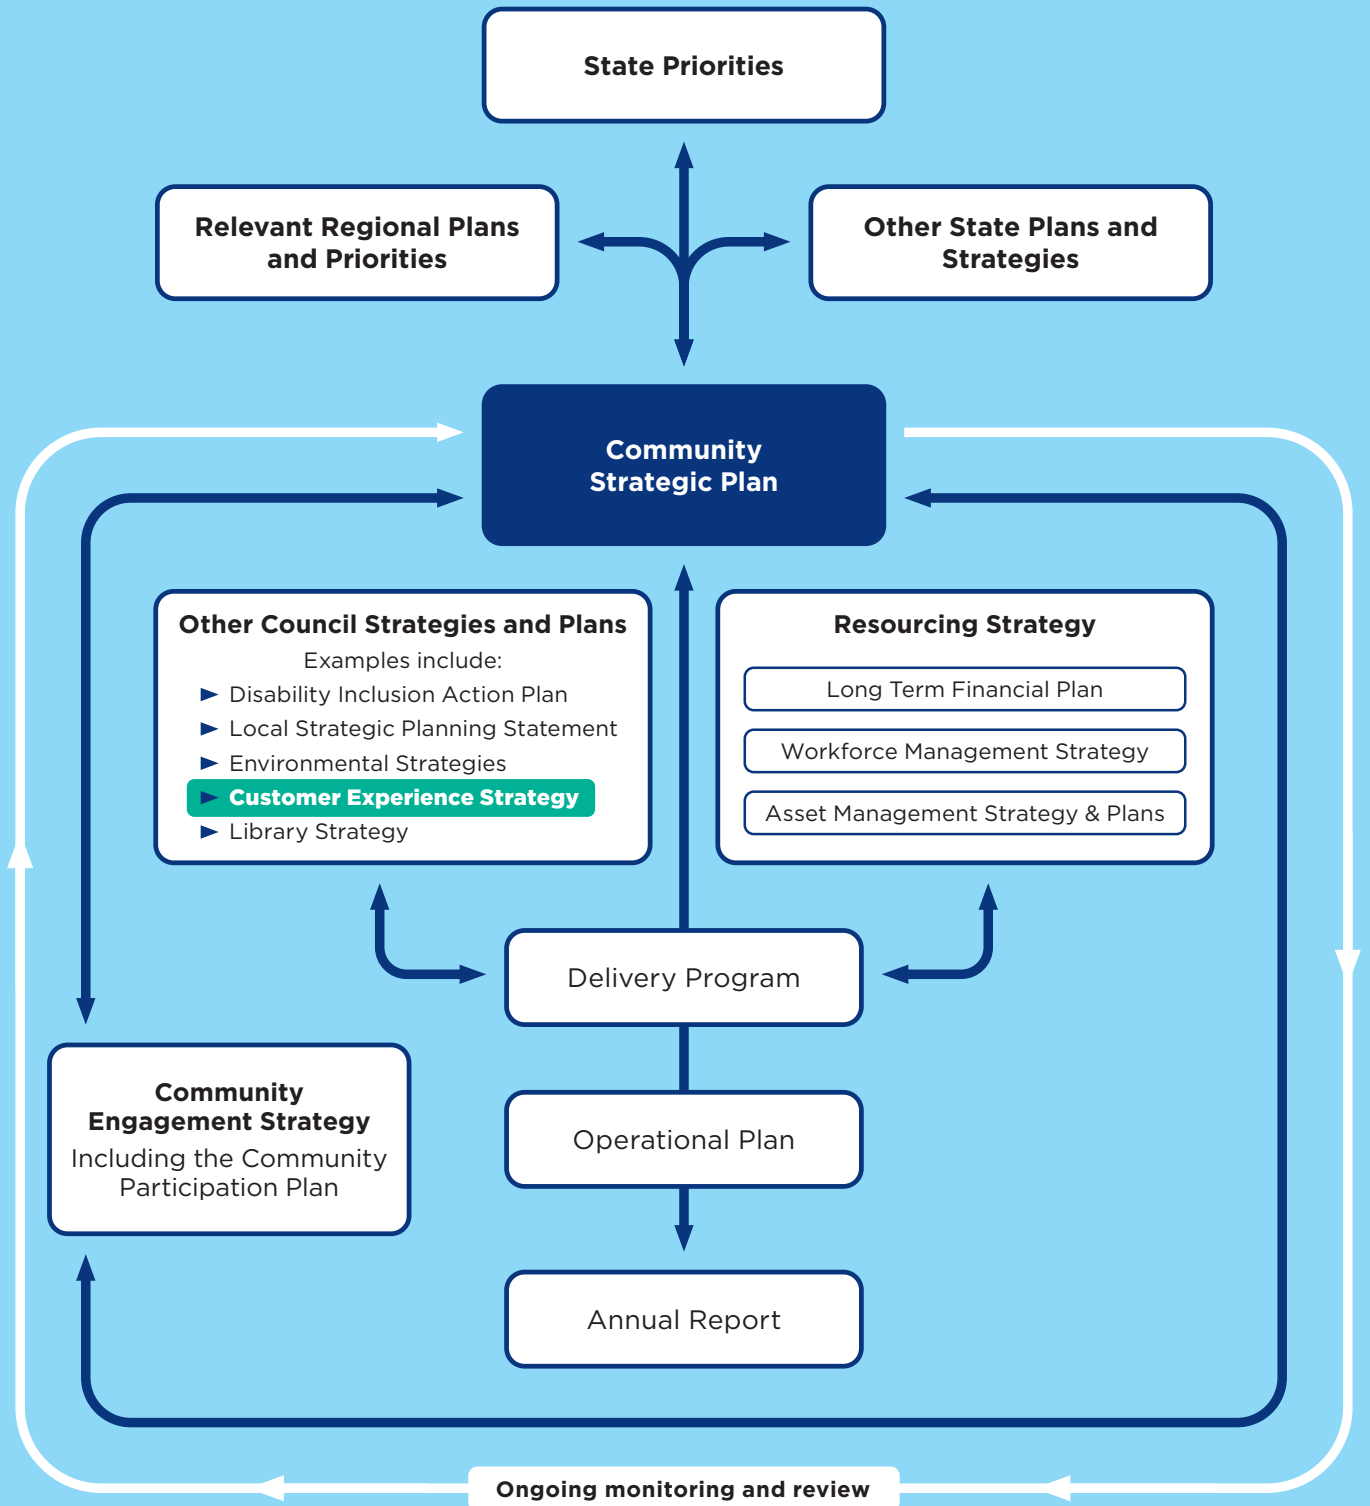 State Priorities
Relevant Regional Plans
and Priorities
Other State Plans and
Strategies
Community
Strategic Plan
Other Council Strategies and Plans
Examples include:
► Disability Inclusion Action Plan
► Local Strategic Planning Statement
► Environmental Strategies
► Customer Experience Strategy
► Library Strategy
Resourcing Strategy
Long Term Financial Plan
Workforce Management Strategy
Asset Management Strategy & Plans
Delivery Program
Community
Engagement Strategy
Including the Community
Participation Plan
Operational Plan
Annual Report
Ongoing monitoring and review